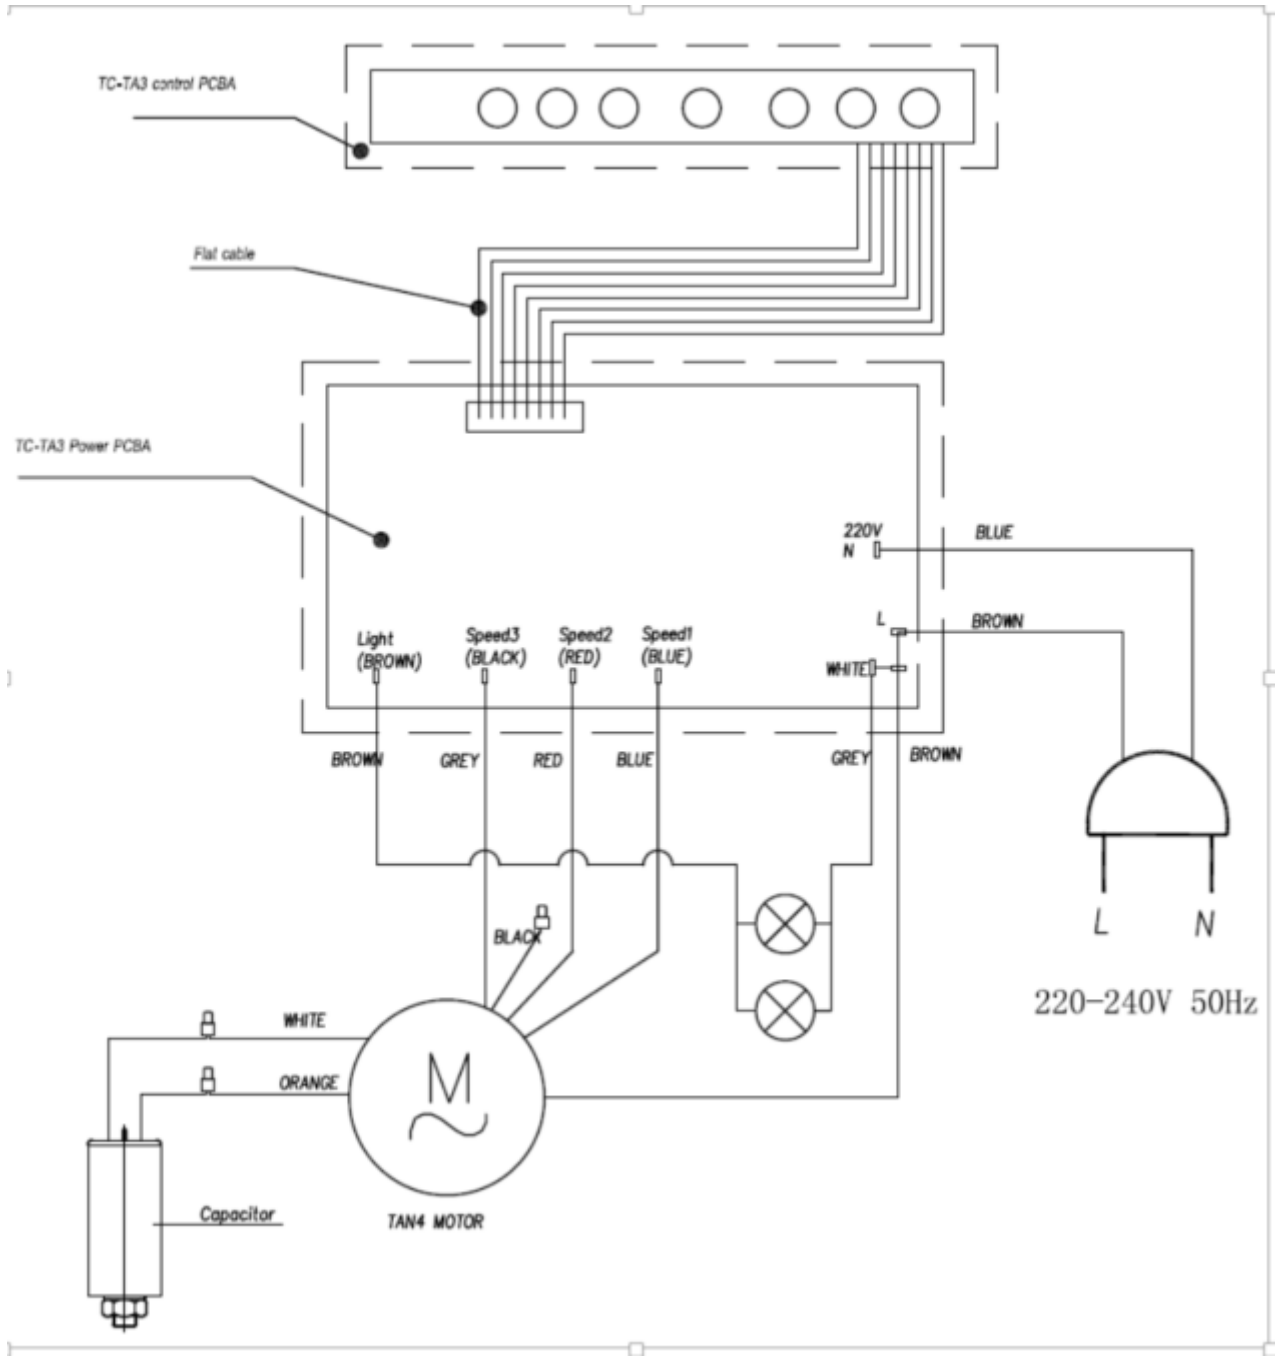 TC-TA3 control PCBA
Flat cable
TC-TA3 Power PCBA
220V
N
BLUE
L
BROWN
Light
(BROWN)
Speed3
(BLACK)
Speed2
(RED)
Speed1
(BLUE)
WHITE
BROWN
GREY
RED
BLUE
GREY
BROWN
BLACK
L
N
220-240V 50Hz
WHITE
ORANGE
M
Capacitor
TAN4 MOTOR